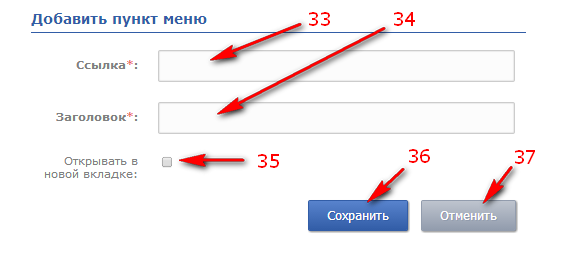 Добавить пункт меню
33
34
Ссылка*:
Заголовок*:
Открывать в
новой вкладке:
35
36
37
Сохранить
Отменить